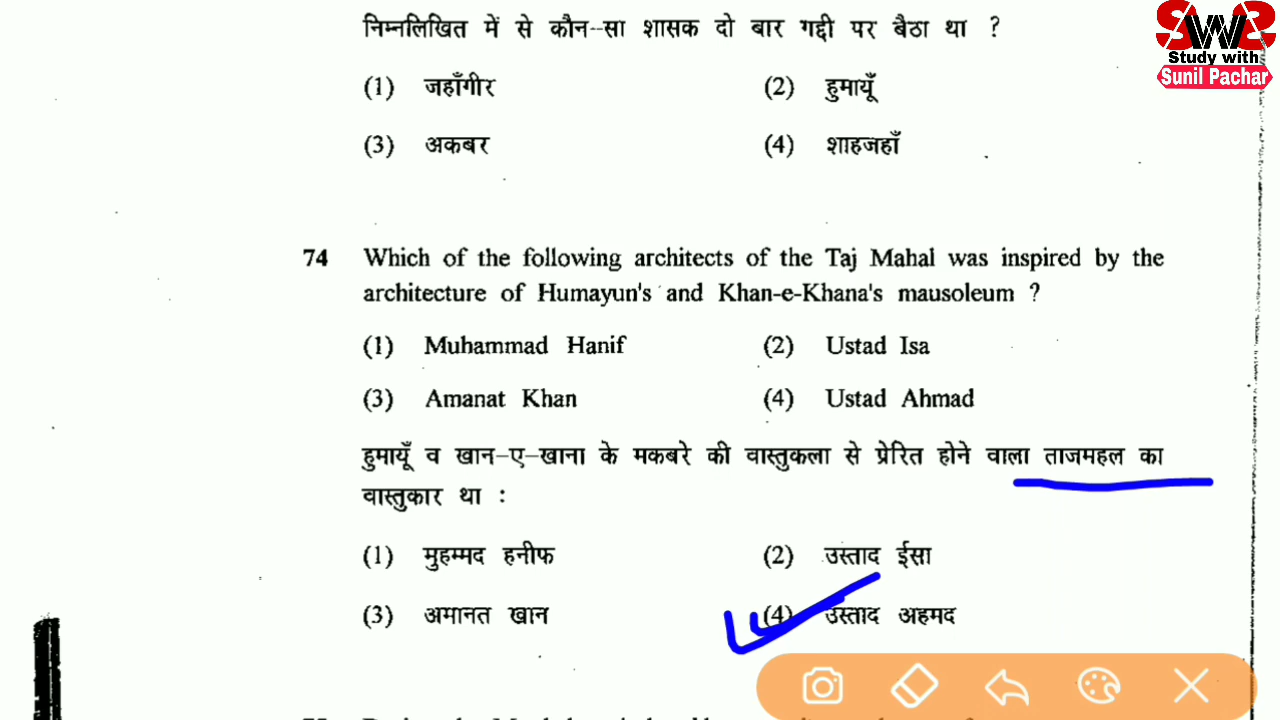 SWS
Study with
Sunil Pachar
निम्नलिखित में से कौन-सा शासक दो बार गद्दी पर बैठा था ?
(1) जहाँगीर (2) हुमायूँ
(3) अकबर (4) शाहजहाँ
74 Which of the following architects of the Taj Mahal was inspired by the
architecture of Humayun's and Khan-e-Khana's mausoleum ?
(1) Muhammad Hanif (2) Ustad Isa
(3) Amanat Khan (4) Ustad Ahmad
हुमायूँ व खान-ए-खाना के मकबरे की वास्तुकला से प्रेरित होने वाला ताजमहल का
वास्तुकार था :
(1) मुहम्मद हनीफ (2) उस्ताद ईसा
(3) अमानत खान (4) उस्ताद अहमद